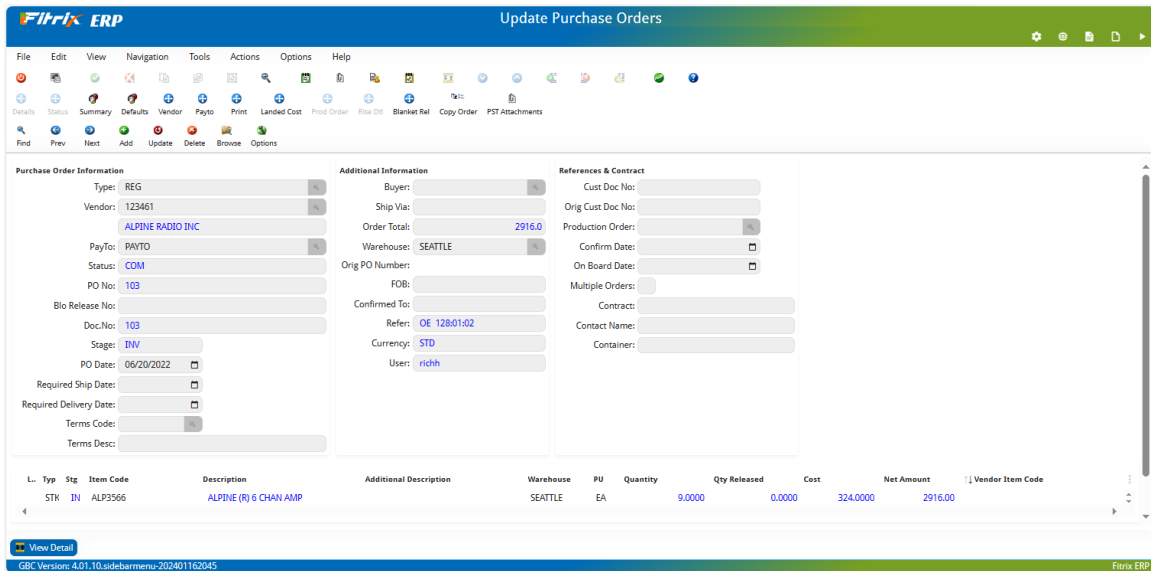 Fitrix ERP
Update Purchase Orders
File Edit View Navigation Tools Actions Options Help
Details Status Summary Defaults Vendor Payto Print Landed Cost Prod Order Rlse Dtl Blanket Rel Copy Order PST Attachments
Find Prev Next Add Update Delete Browse Options
Purchase Order Information
Type: REG
Vendor: 123461
ALPINE RADIO INC
PayTo: PAYTO
Status: COM
PO No: 103
Blo Release No:
Doc.No: 103
Stage: INV
PO Date: 06/20/2022
Required Ship Date:
Required Delivery Date:
Terms Code:
Terms Desc:
Additional Information
Buyer:
Ship Via:
Order Total: 2916.0
Warehouse: SEATTLE
Orig PO Number:
FOB:
Confirmed To:
Refer: OE 128:01:02
Currency: STD
User: richh
References & Contract
Cust Doc No:
Orig Cust Doc No:
Production Order:
Confirm Date:
On Board Date:
Multiple Orders:
Contract:
Contact Name:
Container:
L.. Typ Stg Item Code Description Additional Description Warehouse PU Quantity Qty Released Cost Net Amount Vendor Item Code
STK IN ALP3566 ALPINE (R) 6 CHAN AMP SEATTLE EA 9.0000 0.0000 324.0000 2916.00
View Detail
GBC Version: 4.01.10.sidebarmenu-202401162045 Fitrix ERP